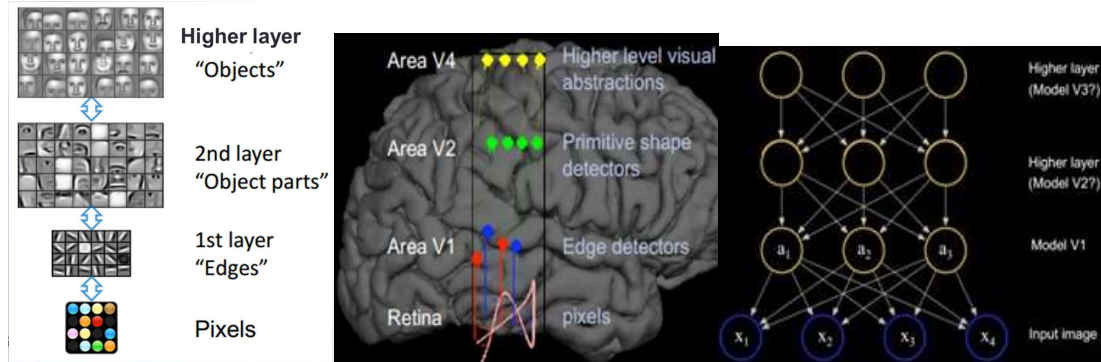 Higher layer
“Objects”
2nd layer
“Object parts”
1st layer
“Edges”
Pixels
Area V4
Higher level visual
abstractions
Area V2
Primitive shape
detectors
Area V1
Edge detectors
Retina
pixels
Higher layer
(Model V3?)
Higher layer
(Model V2?)
a1
a2
a3
Model V1
x1
x2
x3
x4
Input image